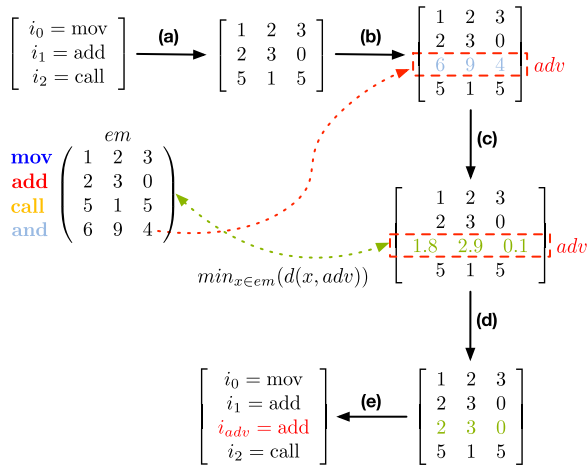 i₀ = mov
i₁ = add
i₂ = call
(a)
1 2 3
2 3 0
5 1 5
(b)
1 2 3
2 3 0
6 9 4 adv
5 1 5
(c)
em
mov 1 2 3
add 2 3 0
call 5 1 5
and 6 9 4
min_{x∈em}(d(x, adv))
1 2 3
2 3 0
1.8 2.9 0.1 adv
5 1 5
(d)
1 2 3
2 3 0
2 3 0
5 1 5
(e)
i₀ = mov
i₁ = add
i_{adv} = add
i₂ = call